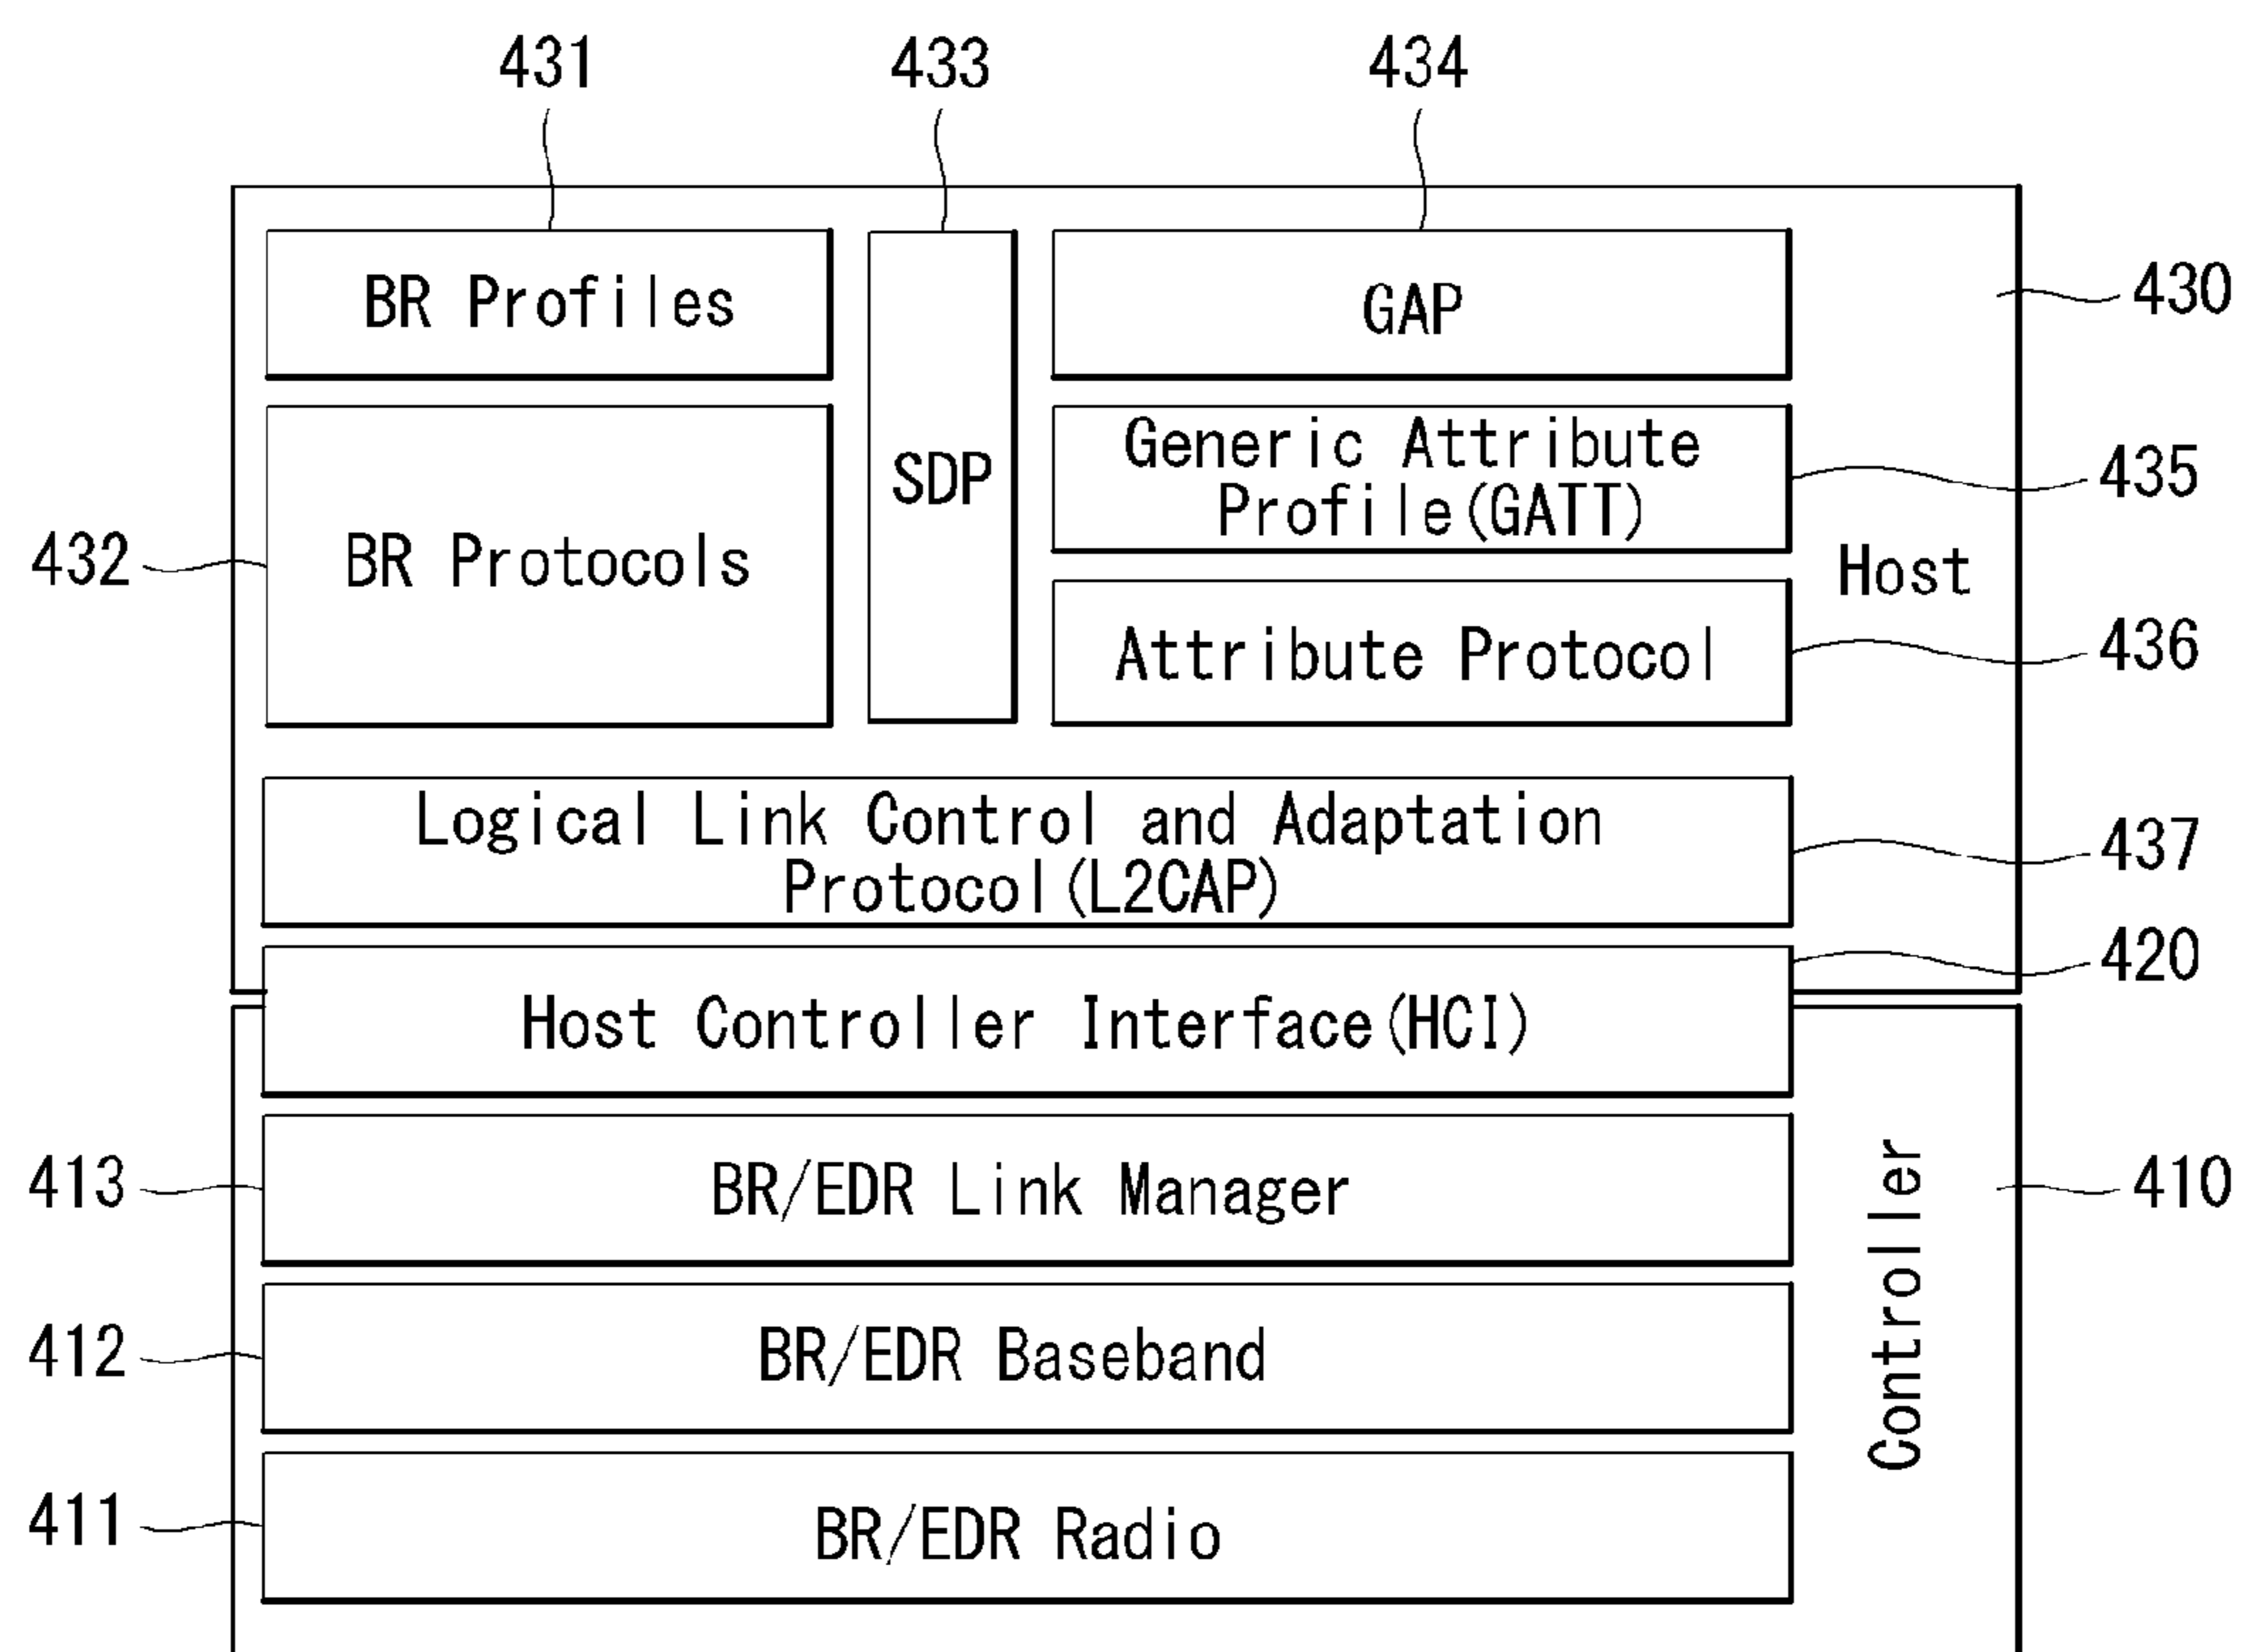 431
433
434
BR Profiles
GAP
430
Generic Attribute
Profile(GATT)
435
SDP
432
BR Protocols
Host
Attribute Protocol
436
Logical Link Control and Adaptation
Protocol(L2CAP)
437
420
Host Controller Interface(HCI)
413
BR/EDR Link Manager
410
Controller
412
BR/EDR Baseband
411
BR/EDR Radio